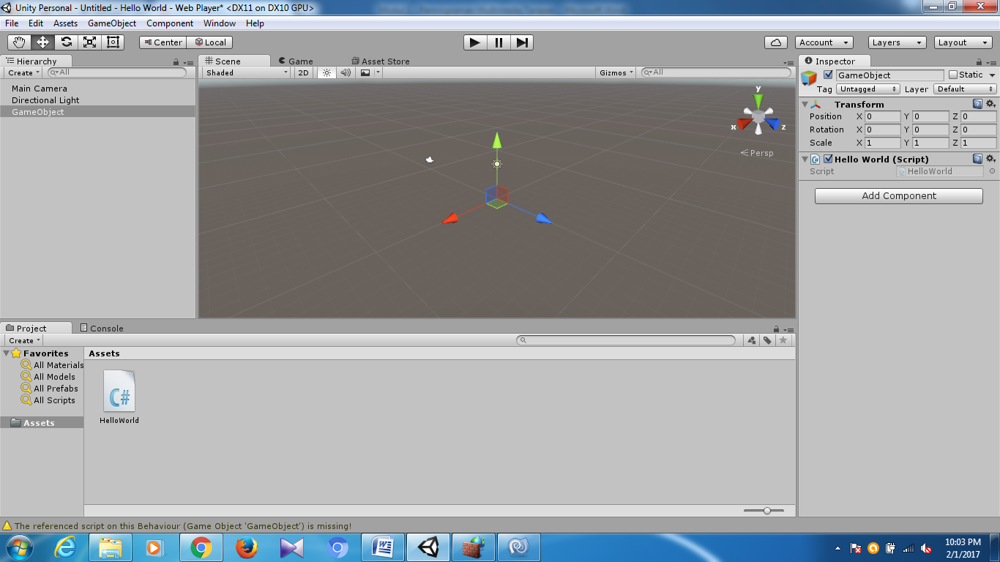 Unity Personal - Untitled - Hello World - Web Player* <DX11 on DX10 GPU>
File Edit Assets GameObject Component Window Help
Center Local Account Layers Layout
Hierarchy
Create All
Main Camera
Directional Light
GameObject
Scene Game Asset Store
Shaded 2D Gizmos All
y
x z
Persp
Inspector
GameObject Static
Tag Untagged Layer Default
Transform
Position X 0 Y 0 Z 0
Rotation X 0 Y 0 Z 0
Scale X 1 Y 1 Z 1
Hello World (Script)
Script HelloWorld
Add Component
Project Console
Create
Favorites
All Materials
All Models
All Prefabs
All Scripts
Assets
Assets
C#
HelloWorld
The referenced script on this Behaviour (Game Object 'GameObject') is missing!
10:03 PM
2/1/2017